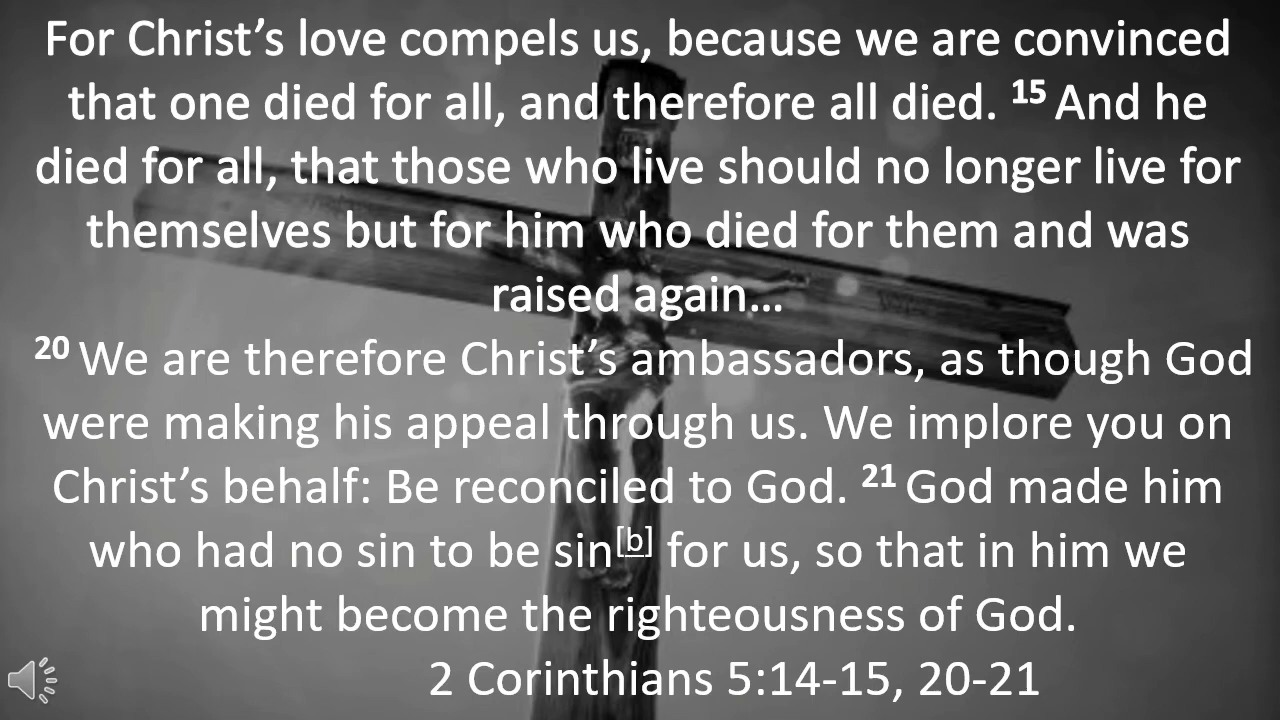 For Christ’s love compels us, because we are convinced
that one died for all, and therefore all died. 15 And he
died for all, that those who live should no longer live for
themselves but for him who died for them and was
raised again…
20 We are therefore Christ’s ambassadors, as though God
were making his appeal through us. We implore you on
Christ’s behalf: Be reconciled to God. 21 God made him
who had no sin to be sin[b] for us, so that in him we
might become the righteousness of God.
2 Corinthians 5:14-15, 20-21